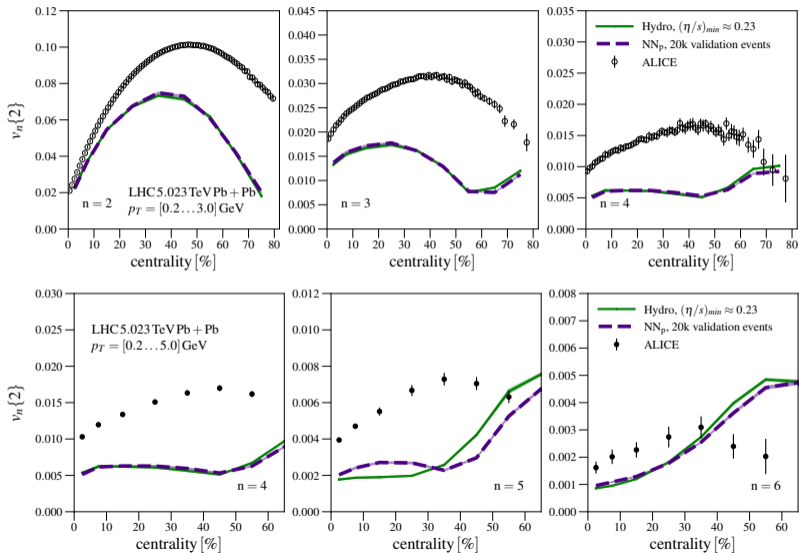 0.12
0.10
0.08
0.06
0.04
0.02
0.00
v_n{2}
n = 2
LHC 5.023 TeV Pb + Pb
p_T = [0.2 … 3.0] GeV
0 10 20 30 40 50 60 70 80
centrality [%]
0.045
0.040
0.035
0.030
0.025
0.020
0.015
0.010
0.005
0.000
n = 3
0 10 20 30 40 50 60 70 80
centrality [%]
0.035
0.030
0.025
0.020
0.015
0.010
0.005
0.000
Hydro, (η/s)_min ≈ 0.23
NN_p, 20k validation events
ALICE
n = 4
0 10 20 30 40 50 60 70 80
centrality [%]
0.030
0.025
0.020
0.015
0.010
0.005
0.000
v_n{2}
LHC 5.023 TeV Pb + Pb
p_T = [0.2 … 5.0] GeV
n = 4
0 10 20 30 40 50 60
centrality [%]
0.012
0.010
0.008
0.006
0.004
0.002
0.000
n = 5
0 10 20 30 40 50 60
centrality [%]
0.008
0.007
0.006
0.005
0.004
0.003
0.002
0.001
0.000
Hydro, (η/s)_min ≈ 0.23
NN_p, 20k validation events
ALICE
n = 6
0 10 20 30 40 50 60
centrality [%]